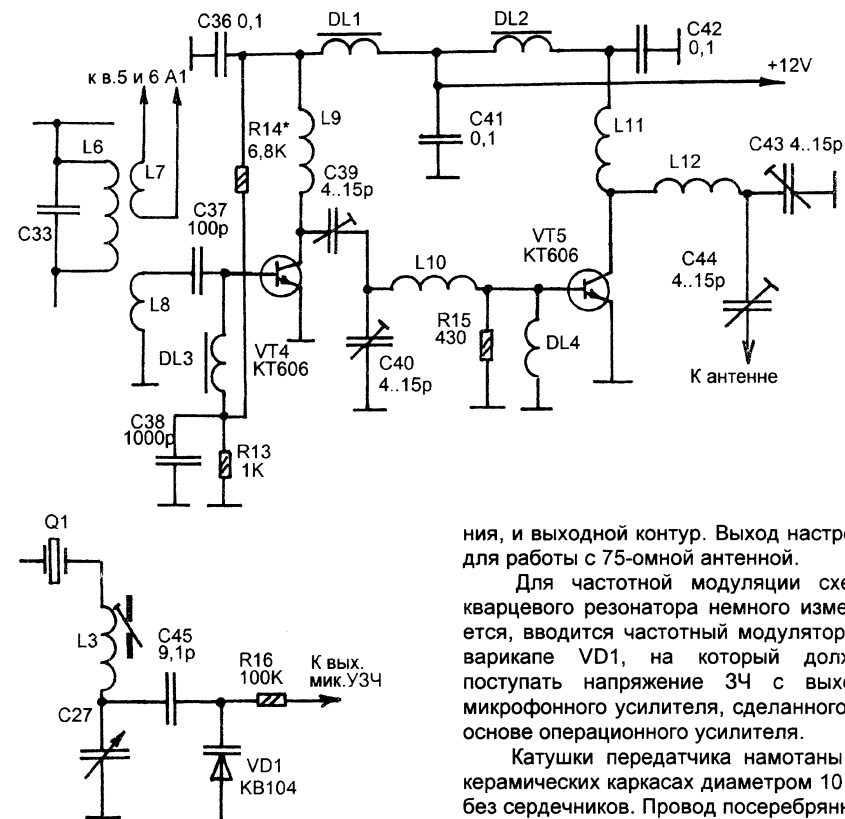 C36 0,1
DL1
DL2
C42
0,1
+12V
к в.5 и 6 А1
L6
L7
R14*
6,8K
L9
C41
0,1
L11
C39
4..15p
L12
C43 4..15p
C33
C37
100p
VT5
KT606
C44
4..15p
L10
L8
R15
430
DL4
DL3
VT4
KT606
C40
4..15p
К антенне
C38
1000p
R13
1K
Q1
L3
C45
9,1p
R16
100K
К вых.
мик.УЗЧ
C27
VD1
KB104
ния, и выходной контур. Выход настро
для работы с 75-омной антенной.
Для частотной модуляции схе
кварцевого резонатора немного изме
ется, вводится частотный модулятор
варикапе VD1, на который долж
поступать напряжение ЗЧ с выхо
микрофонного усилителя, сделанного
основе операционного усилителя.
Катушки передатчика намотаны
керамических каркасах диаметром 10
без сердечников. Провод посеребрянн